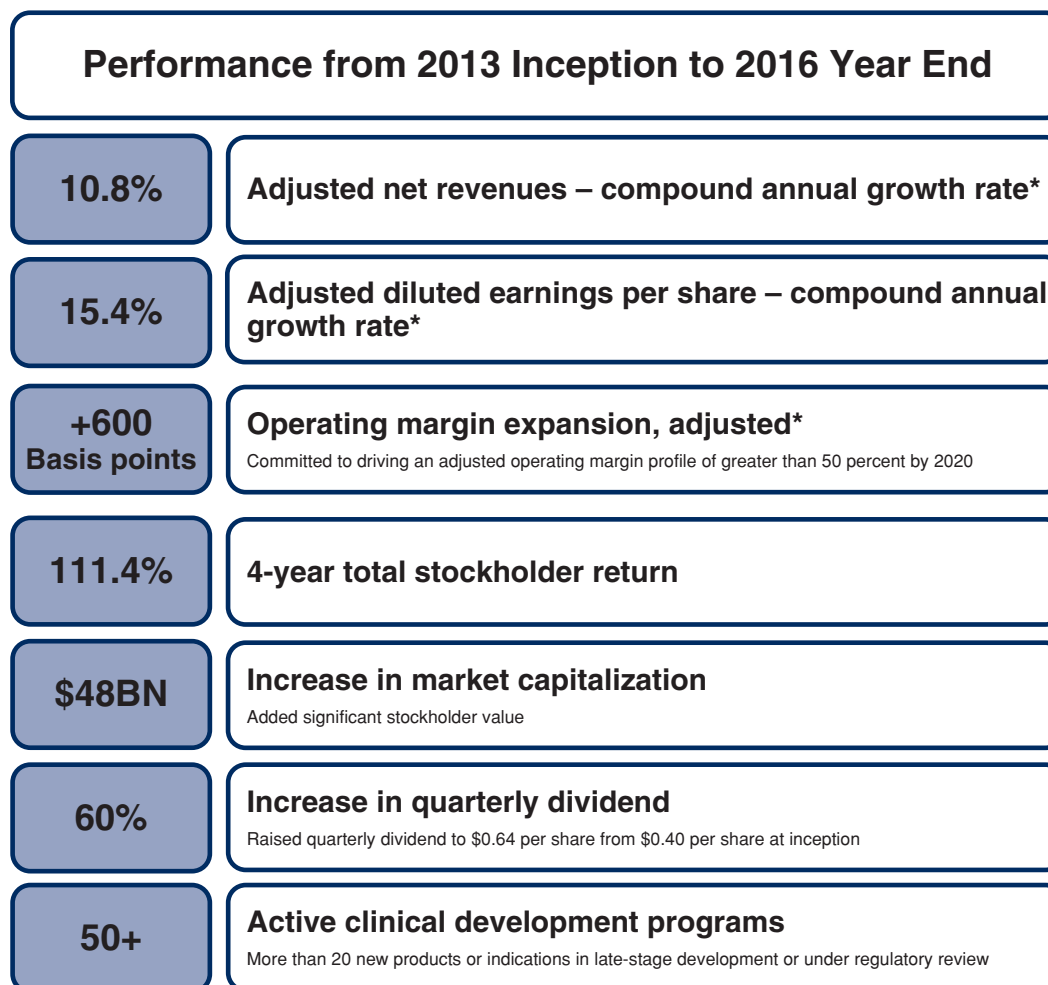 Performance from 2013 Inception to 2016 Year End
10.8%
Adjusted net revenues – compound annual growth rate*
15.4%
Adjusted diluted earnings per share – compound annual
growth rate*
+600
Basis points
Operating margin expansion, adjusted*
Committed to driving an adjusted operating margin profile of greater than 50 percent by 2020
111.4%
4-year total stockholder return
$48BN
Increase in market capitalization
Added significant stockholder value
60%
Increase in quarterly dividend
Raised quarterly dividend to $0.64 per share from $0.40 per share at inception
50+
Active clinical development programs
More than 20 new products or indications in late-stage development or under regulatory review